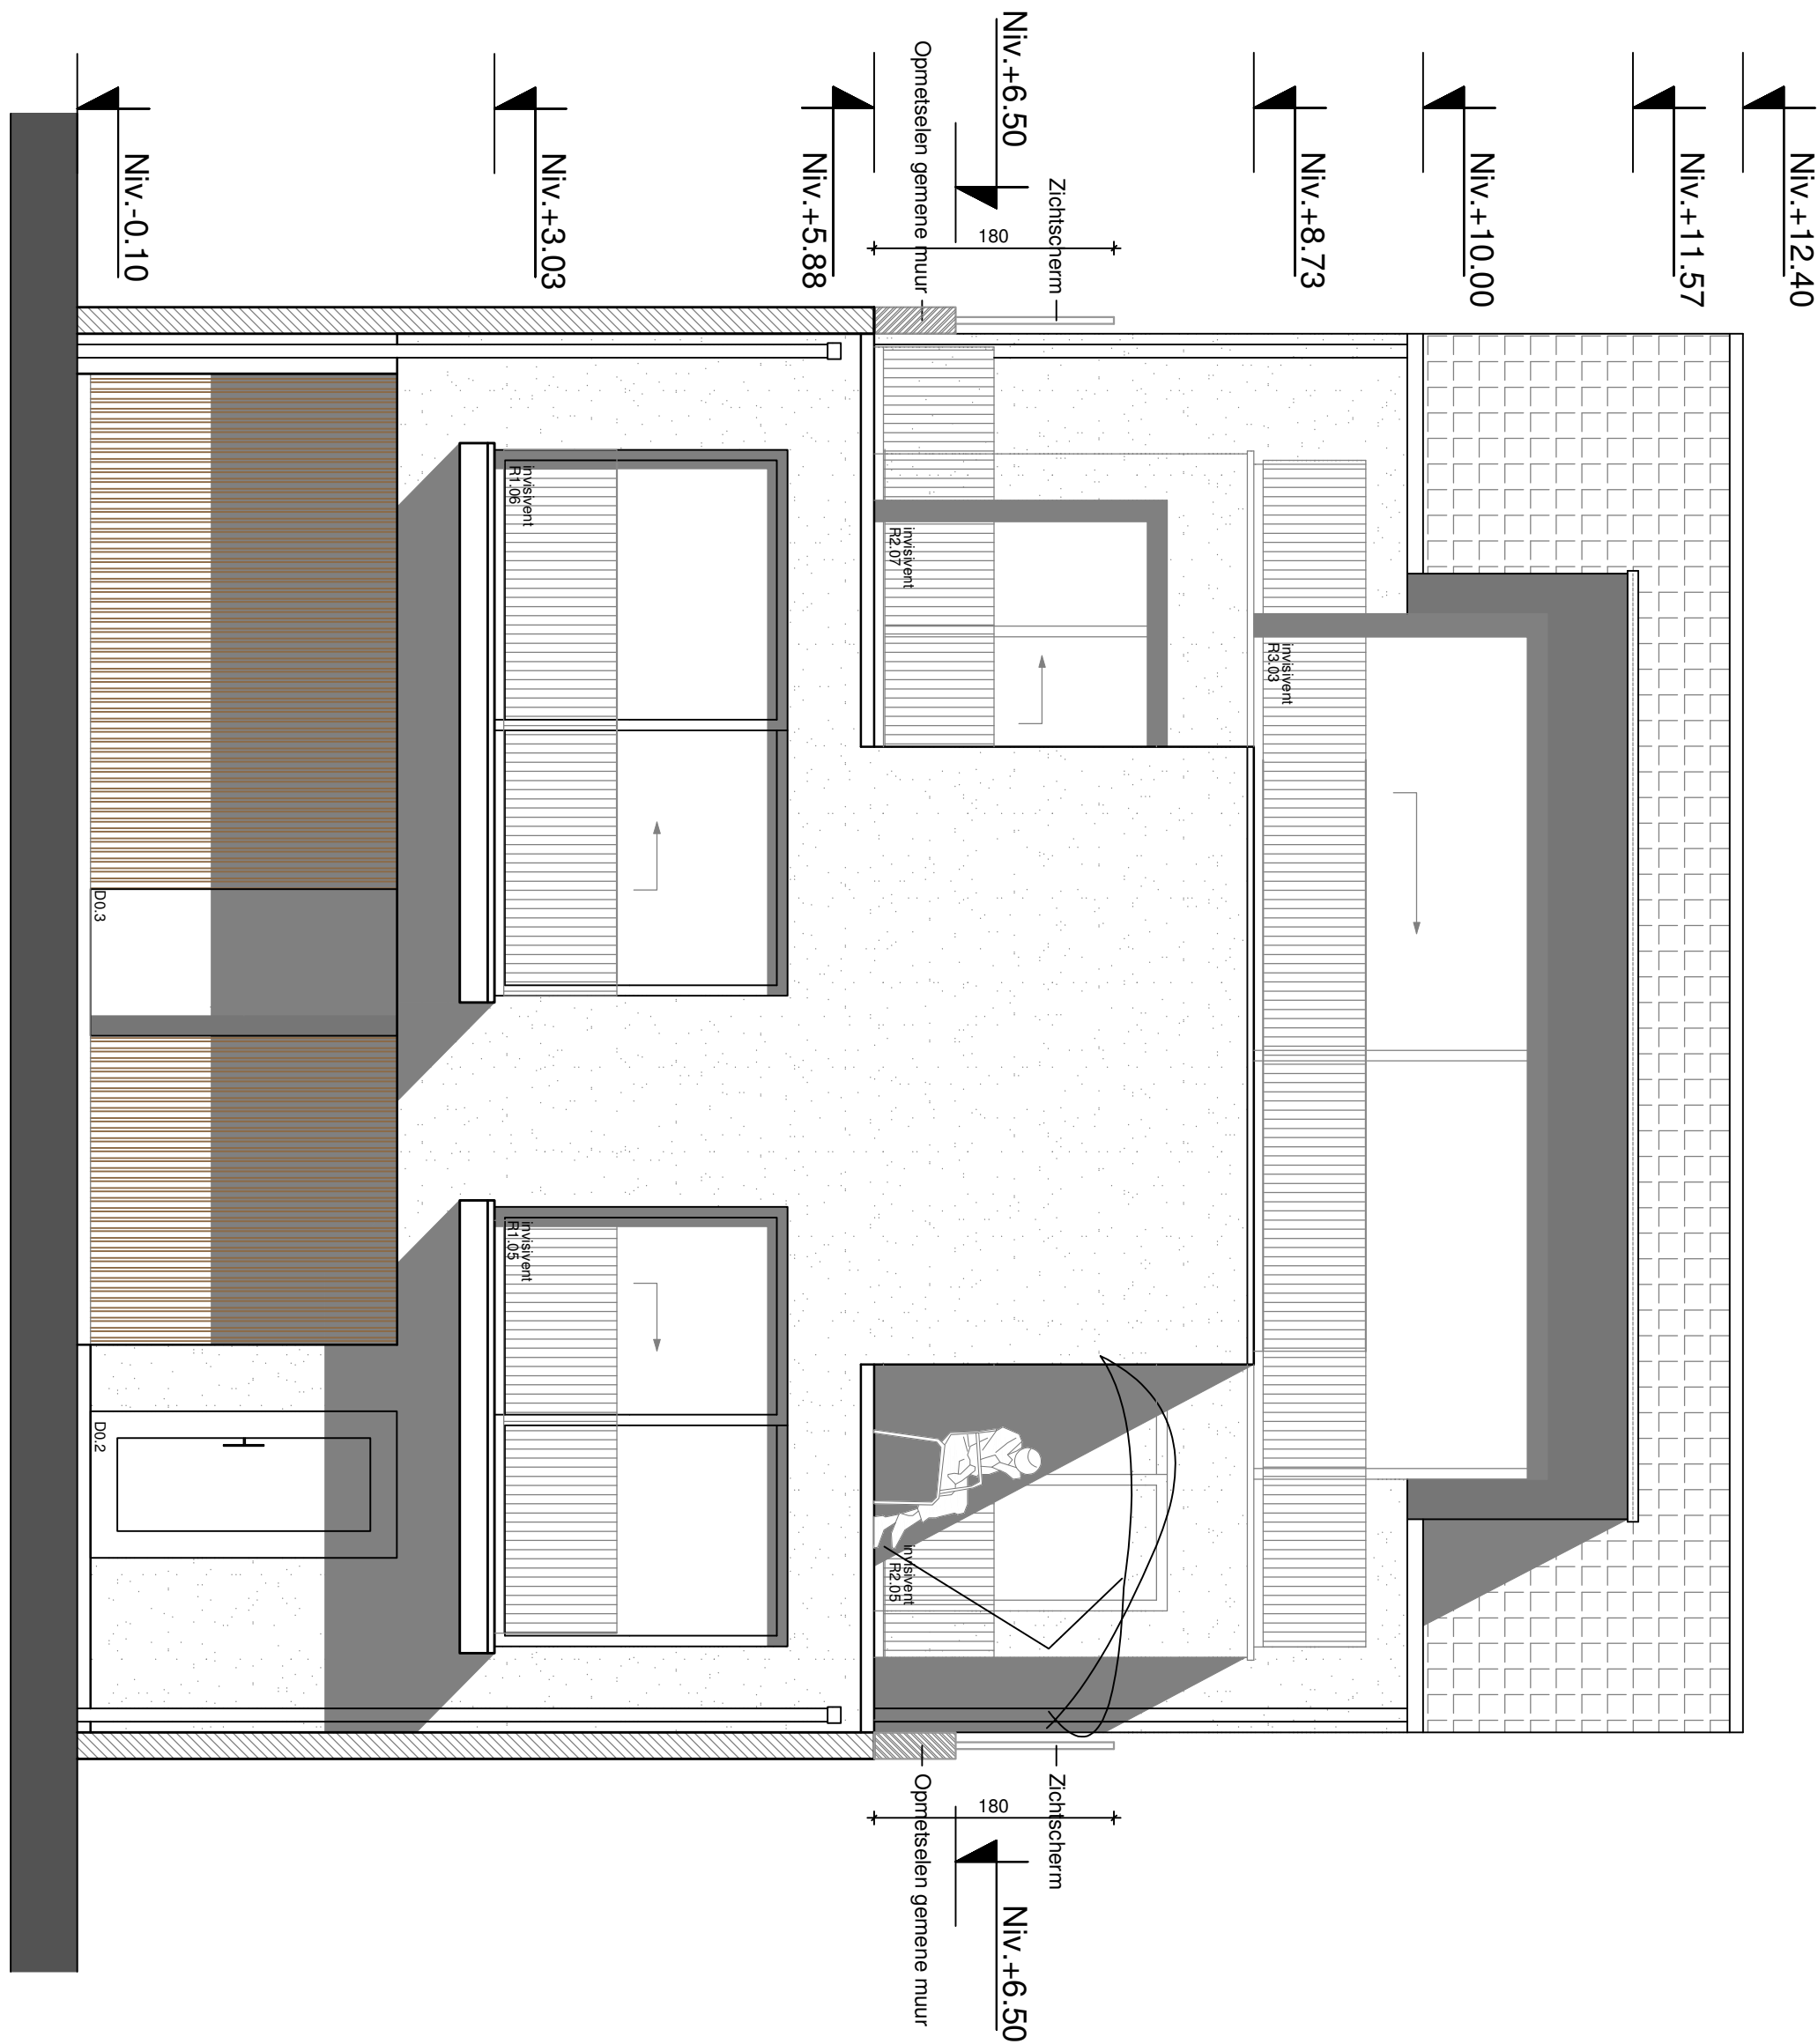 Niv.+12.40
Niv.+11.57
Niv.+10.00
Niv.+8.73
Zichtscherm
180
Niv.+6.50
Opmetselen gemene muur
Niv.+5.88
Niv.+3.03
Niv.-0.10
invisivent
R3.03
invisivent
R2.07
invisivent
R2.05
invisivent
R1.06
invisivent
R1.05
D0.3
D0.2
Zichtscherm
180
Niv.+6.50
Opmetselen gemene muur